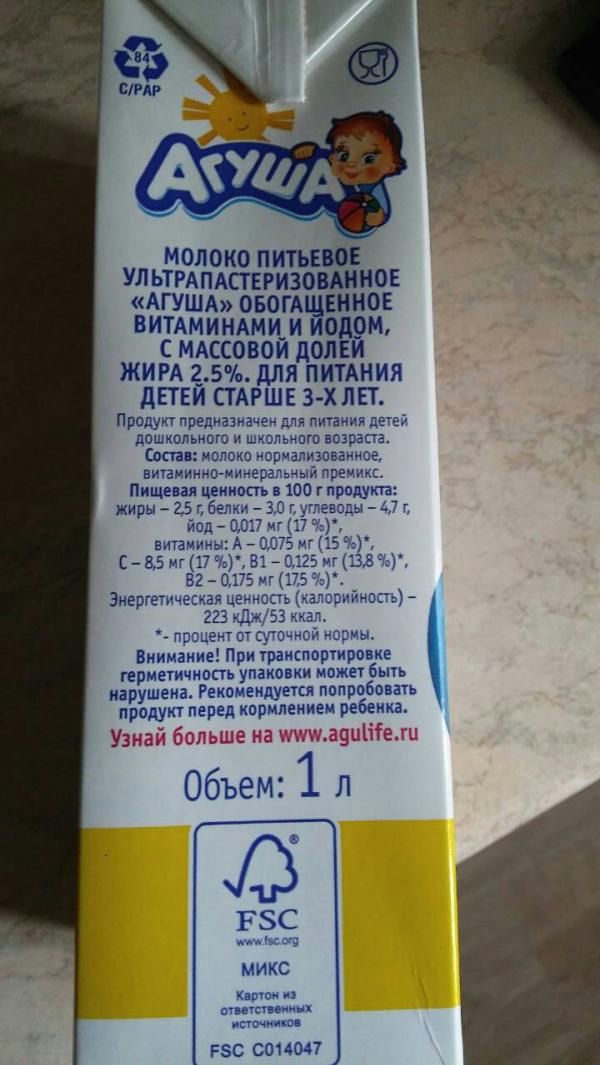 84
C/PAP
АГУША
МОЛОКО ПИТЬЕВОЕ
УЛЬТРАПАСТЕРИЗОВАННОЕ
«АГУША» ОБОГАЩЕННОЕ
ВИТАМИНАМИ И ЙОДОМ,
С МАССОВОЙ ДОЛЕЙ
ЖИРА 2.5%. ДЛЯ ПИТАНИЯ
ДЕТЕЙ СТАРШЕ 3-Х ЛЕТ.
Продукт предназначен для питания детей
дошкольного и школьного возраста.
Состав: молоко нормализованное,
витаминно-минеральный премикс.
Пищевая ценность в 100 г продукта:
жиры – 2,5 г, белки – 3,0 г, углеводы – 4,7 г,
йод – 0,017 мг (17 %)*,
витамины: А – 0,075 мг (15 %)*,
С – 8,5 мг (17 %)*, В1 – 0,125 мг (13,8 %)*,
В2 – 0,175 мг (17,5 %)*.
Энергетическая ценность (калорийность) –
223 кДж/53 ккал.
*- процент от суточной нормы.
Внимание! При транспортировке
герметичность упаковки может быть
нарушена. Рекомендуется попробовать
продукт перед кормлением ребенка.
Узнай больше на www.agulife.ru
Объем: 1 л
®
FSC
www.fsc.org
МИКС
Картон из
ответственных
источников
FSC C014047